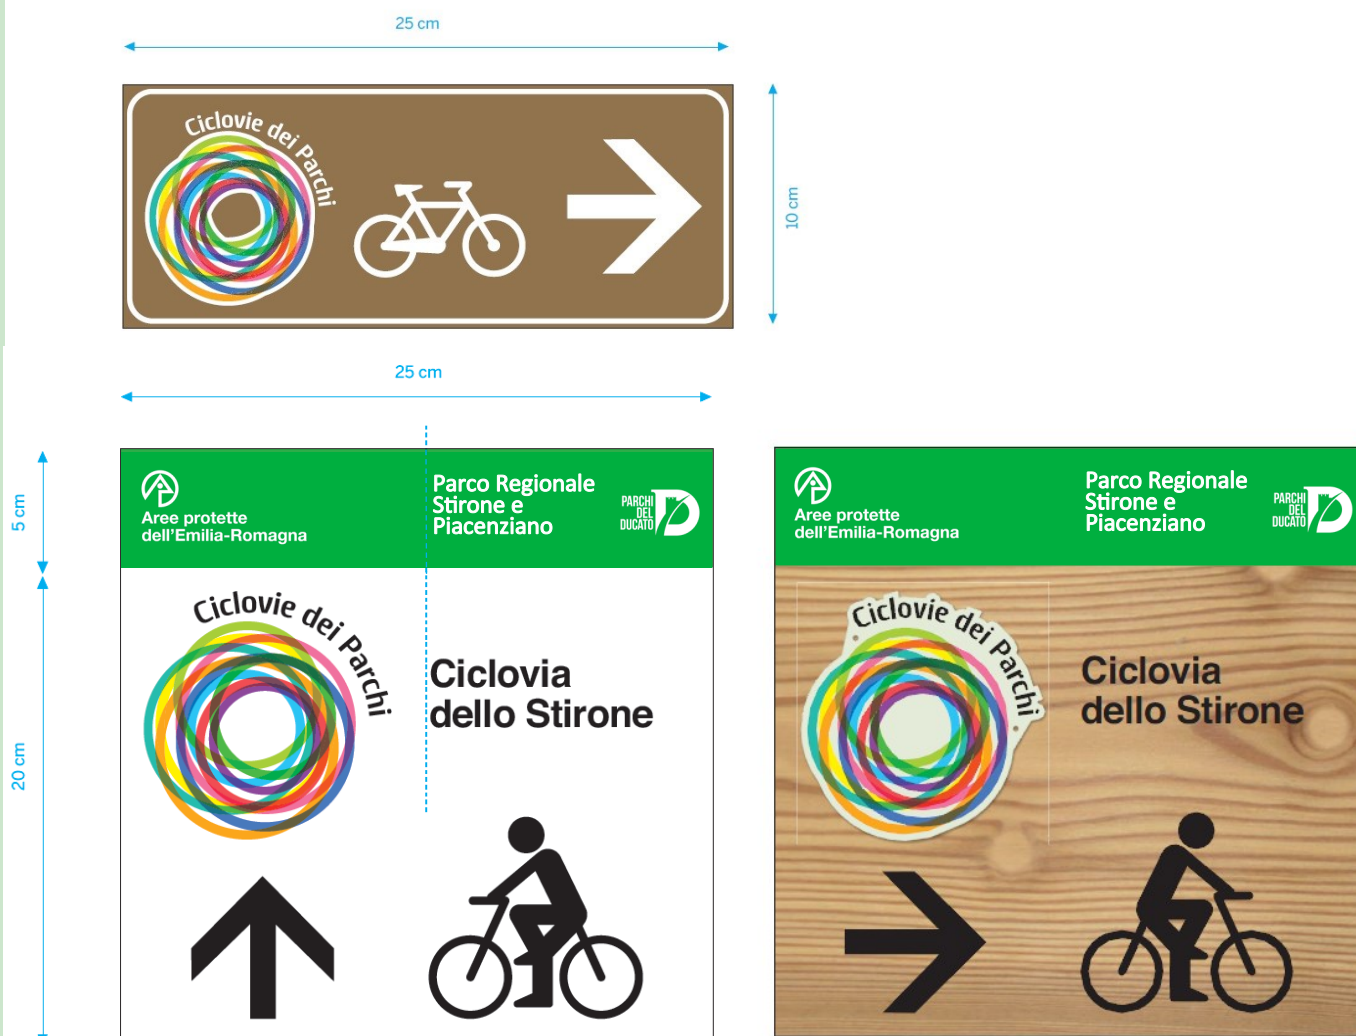 25 cm
Ciclovie dei Parchi
10 cm
25 cm
5 cm
20 cm
Aree protette
dell'Emilia-Romagna
Parco Regionale
Stirone e
Piacenziano
PARCHI
DEL
DUCATO
Ciclovie dei Parchi
Ciclovia
dello Stirone
Aree protette
dell'Emilia-Romagna
Parco Regionale
Stirone e
Piacenziano
PARCHI
DEL
DUCATO
Ciclovie dei Parchi
Ciclovia
dello Stirone